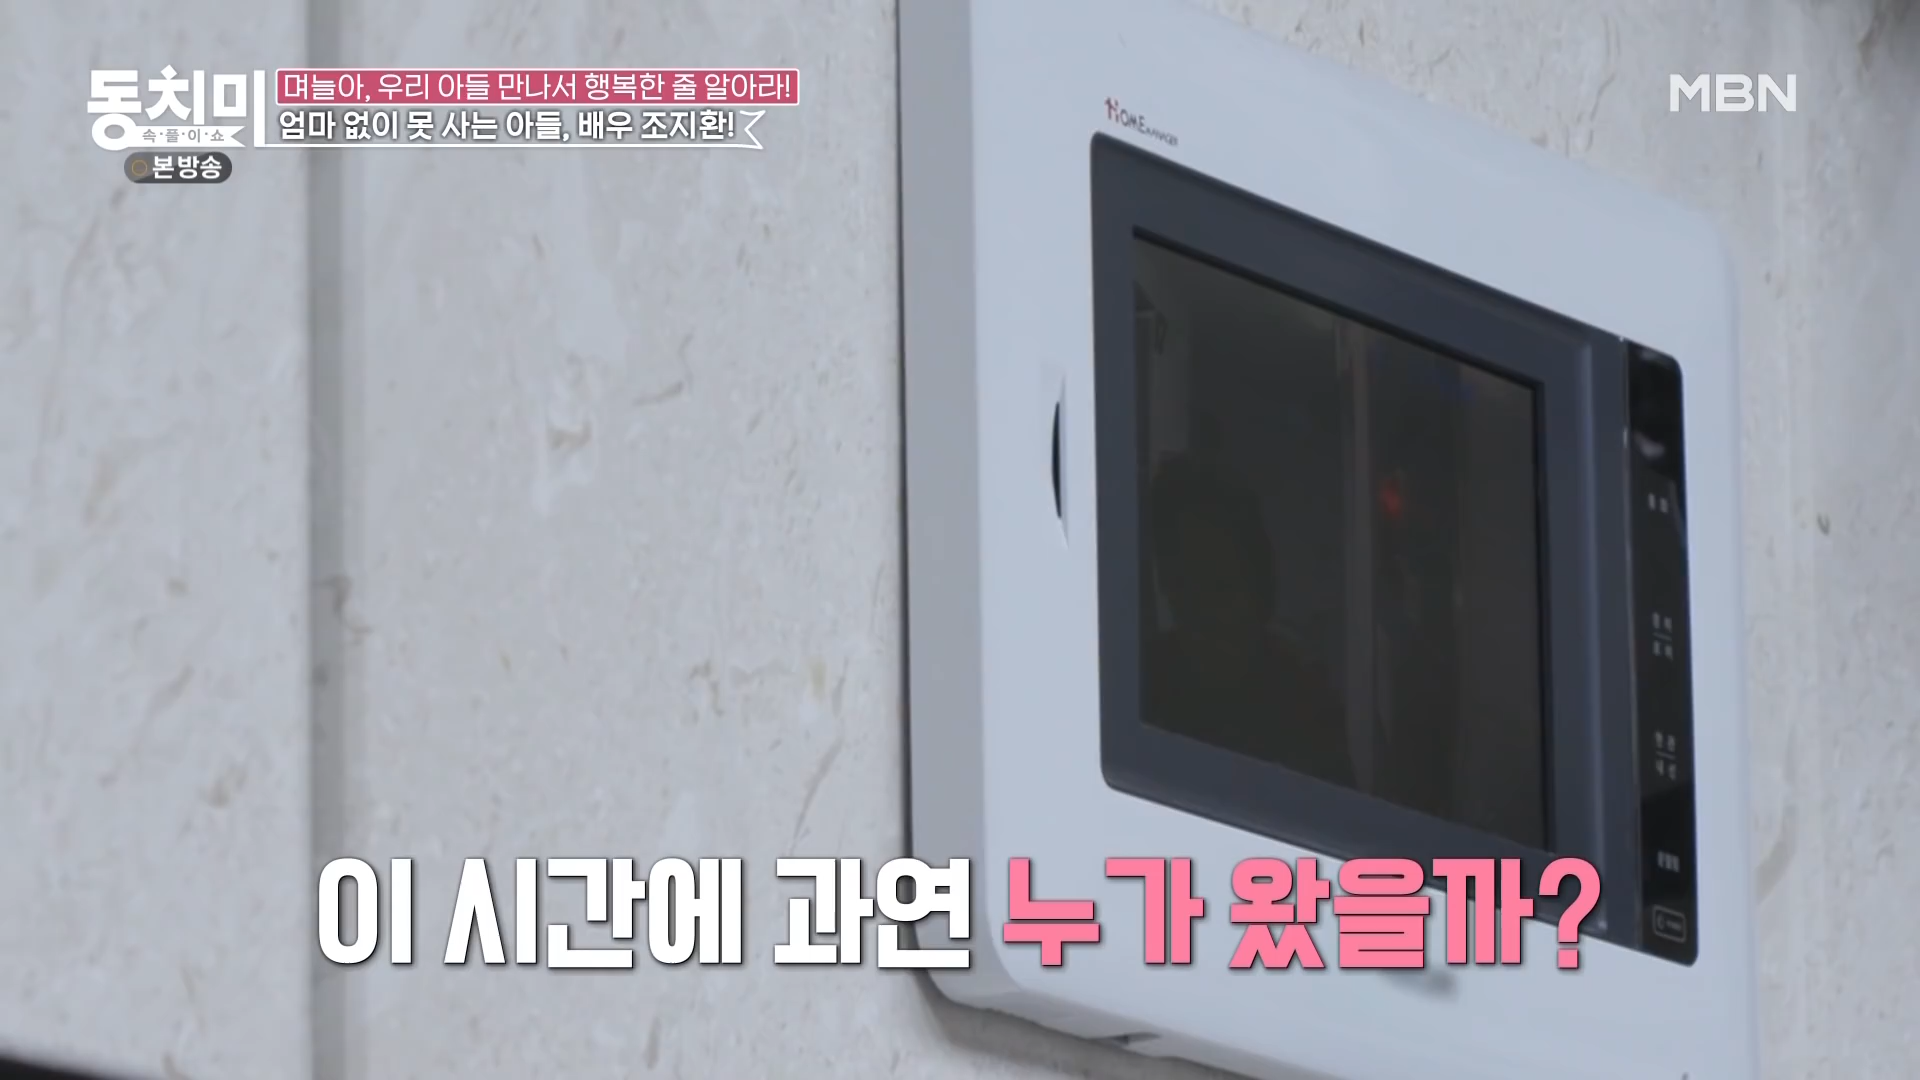 동치미
속·풀·이·쇼
본방송
며늘아, 우리 아들 만나서 행복한 줄 알아라!
엄마 없이 못 사는 아들, 배우 조지환!
MBN
HOME MANAGER
이 시간에 과연 누가 왔을까?